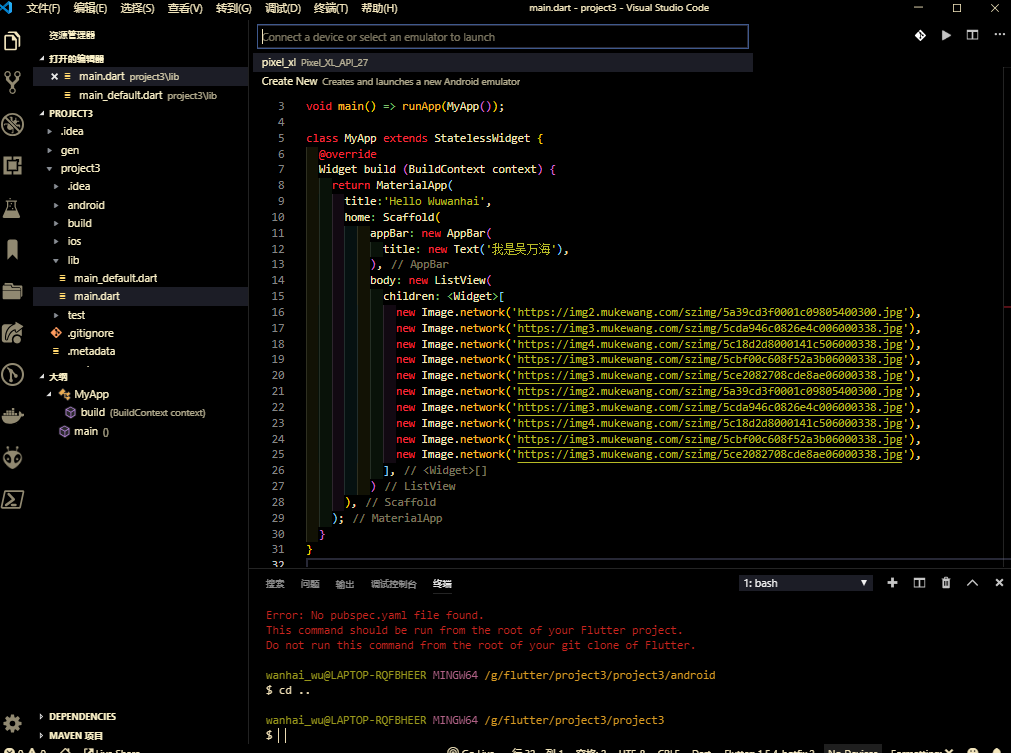 文件(F) 编辑(E) 选择(S) 查看(V) 转到(G) 调试(D) 终端(T) 帮助(H) main.dart - project3 - Visual Studio Code
资源管理器
打开的编辑器
main.dart project3\lib
main_default.dart project3\lib
PROJECT3
.idea
gen
project3
.idea
android
build
ios
lib
main_default.dart
main.dart
test
.gitignore
.metadata
大纲
MyApp
build (BuildContext context)
main ()
DEPENDENCIES
MAVEN 项目
Connect a device or select an emulator to launch
pixel_xl Pixel_XL_API_27
Create New Creates and launches a new Android emulator
3 void main() => runApp(MyApp());
4
5 class MyApp extends StatelessWidget {
6 @override
7 Widget build (BuildContext context) {
8 return MaterialApp(
9 title:'Hello Wuwanhai',
10 home: Scaffold(
11 appBar: new AppBar(
12 title: new Text('我是吴万海'),
13 ), // AppBar
14 body: new ListView(
15 children: <Widget>[
16 new Image.network('https://img2.mukewang.com/szimg/5a39cd3f0001c09805400300.jpg'),
17 new Image.network('https://img3.mukewang.com/szimg/5cda946c0826e4c006000338.jpg'),
18 new Image.network('https://img4.mukewang.com/szimg/5c18d2d8000141c506000338.jpg'),
19 new Image.network('https://img3.mukewang.com/szimg/5cbf00c608f52a3b06000338.jpg'),
20 new Image.network('https://img3.mukewang.com/szimg/5ce2082708cde8ae06000338.jpg'),
21 new Image.network('https://img2.mukewang.com/szimg/5a39cd3f0001c09805400300.jpg'),
22 new Image.network('https://img3.mukewang.com/szimg/5cda946c0826e4c006000338.jpg'),
23 new Image.network('https://img4.mukewang.com/szimg/5c18d2d8000141c506000338.jpg'),
24 new Image.network('https://img3.mukewang.com/szimg/5cbf00c608f52a3b06000338.jpg'),
25 new Image.network('https://img3.mukewang.com/szimg/5ce2082708cde8ae06000338.jpg'),
26 ], // <Widget>[]
27 ) // ListView
28 ), // Scaffold
29 ); // MaterialApp
30 }
31 }
32
搜索 问题 输出 调试控制台 终端 1: bash
Error: No pubspec.yaml file found.
This command should be run from the root of your Flutter project.
Do not run this command from the root of your git clone of Flutter.
wanhai_wu@LAPTOP-RQFBHEER MINGW64 /g/flutter/project3/project3/android
$ cd ..
wanhai_wu@LAPTOP-RQFBHEER MINGW64 /g/flutter/project3/project3
$
Live Share Go Live 行 32, 列 1 空格: 2 UTF-8 CRLF Dart Flutter: 1.5.4-hotfix.2 No Devices Formatting: